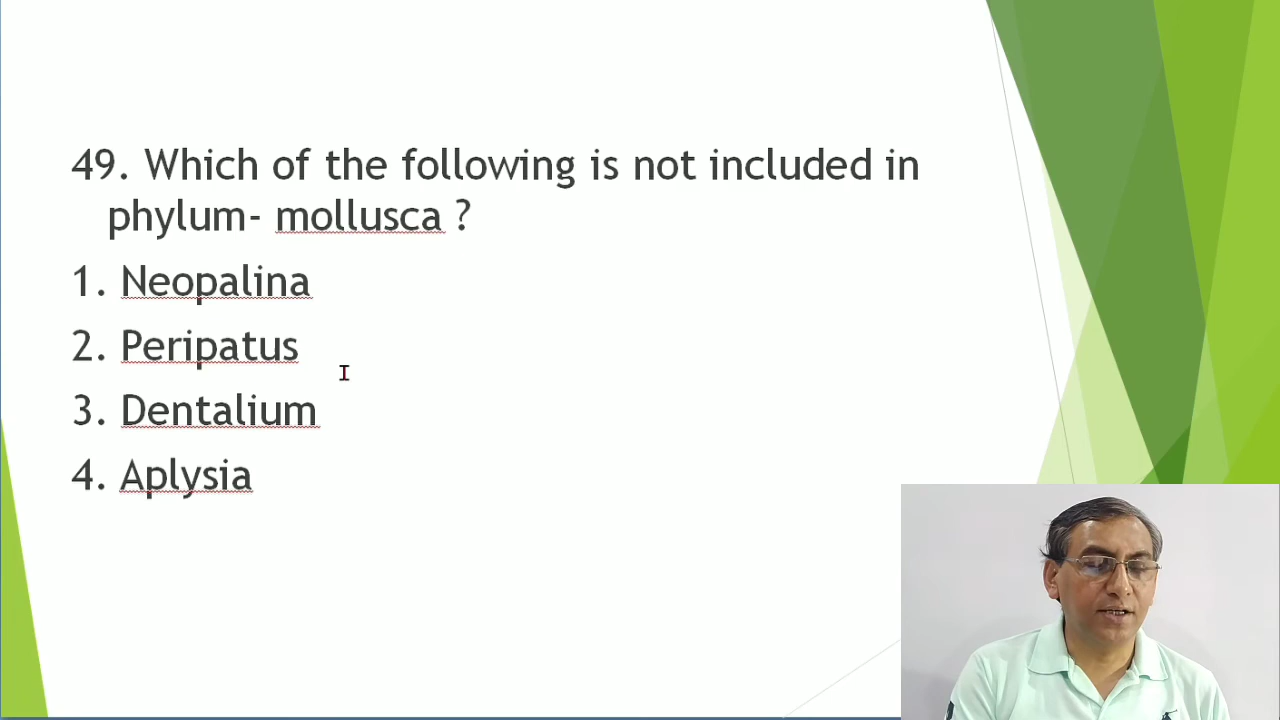 49. Which of the following is not included in
phylum- mollusca ?
1. Neopalina
2. Peripatus
3. Dentalium
4. Aplysia